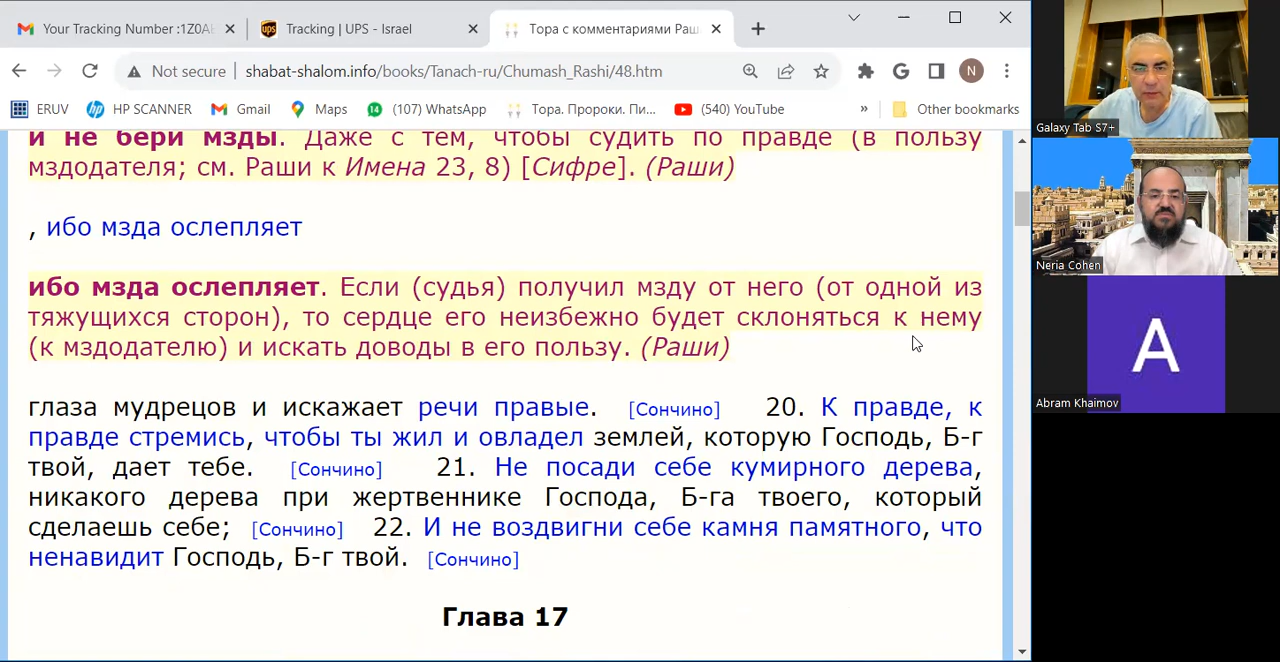 Your Tracking Number :1Z0A
Tracking | UPS - Israel
Тора с комментариями Раш
Not secure | shabat-shalom.info/books/Tanach-ru/Chumash_Rashi/48.htm
N
ERUV HP SCANNER Gmail Maps (107) WhatsApp Тора. Пророки. Пи... (540) YouTube » Other bookmarks
и не бери мзды. Даже с тем, чтобы судить по правде (в пользу
мздодателя; см. Раши к Имена 23, 8) [Сифре]. (Раши)
, ибо мзда ослепляет
ибо мзда ослепляет. Если (судья) получил мзду от него (от одной из
тяжущихся сторон), то сердце его неизбежно будет склоняться к нему
(к мздодателю) и искать доводы в его пользу. (Раши)
глаза мудрецов и искажает речи правые. [Сончино] 20. К правде, к
правде стремись, чтобы ты жил и овладел землей, которую Господь, Б-г
твой, дает тебе. [Сончино] 21. Не посади себе кумирного дерева,
никакого дерева при жертвеннике Господа, Б-га твоего, который
сделаешь себе; [Сончино] 22. И не воздвигни себе камня памятного, что
ненавидит Господь, Б-г твой. [Сончино]
Глава 17
Galaxy Tab S7+
Neria Cohen
A
Abram Khaimov